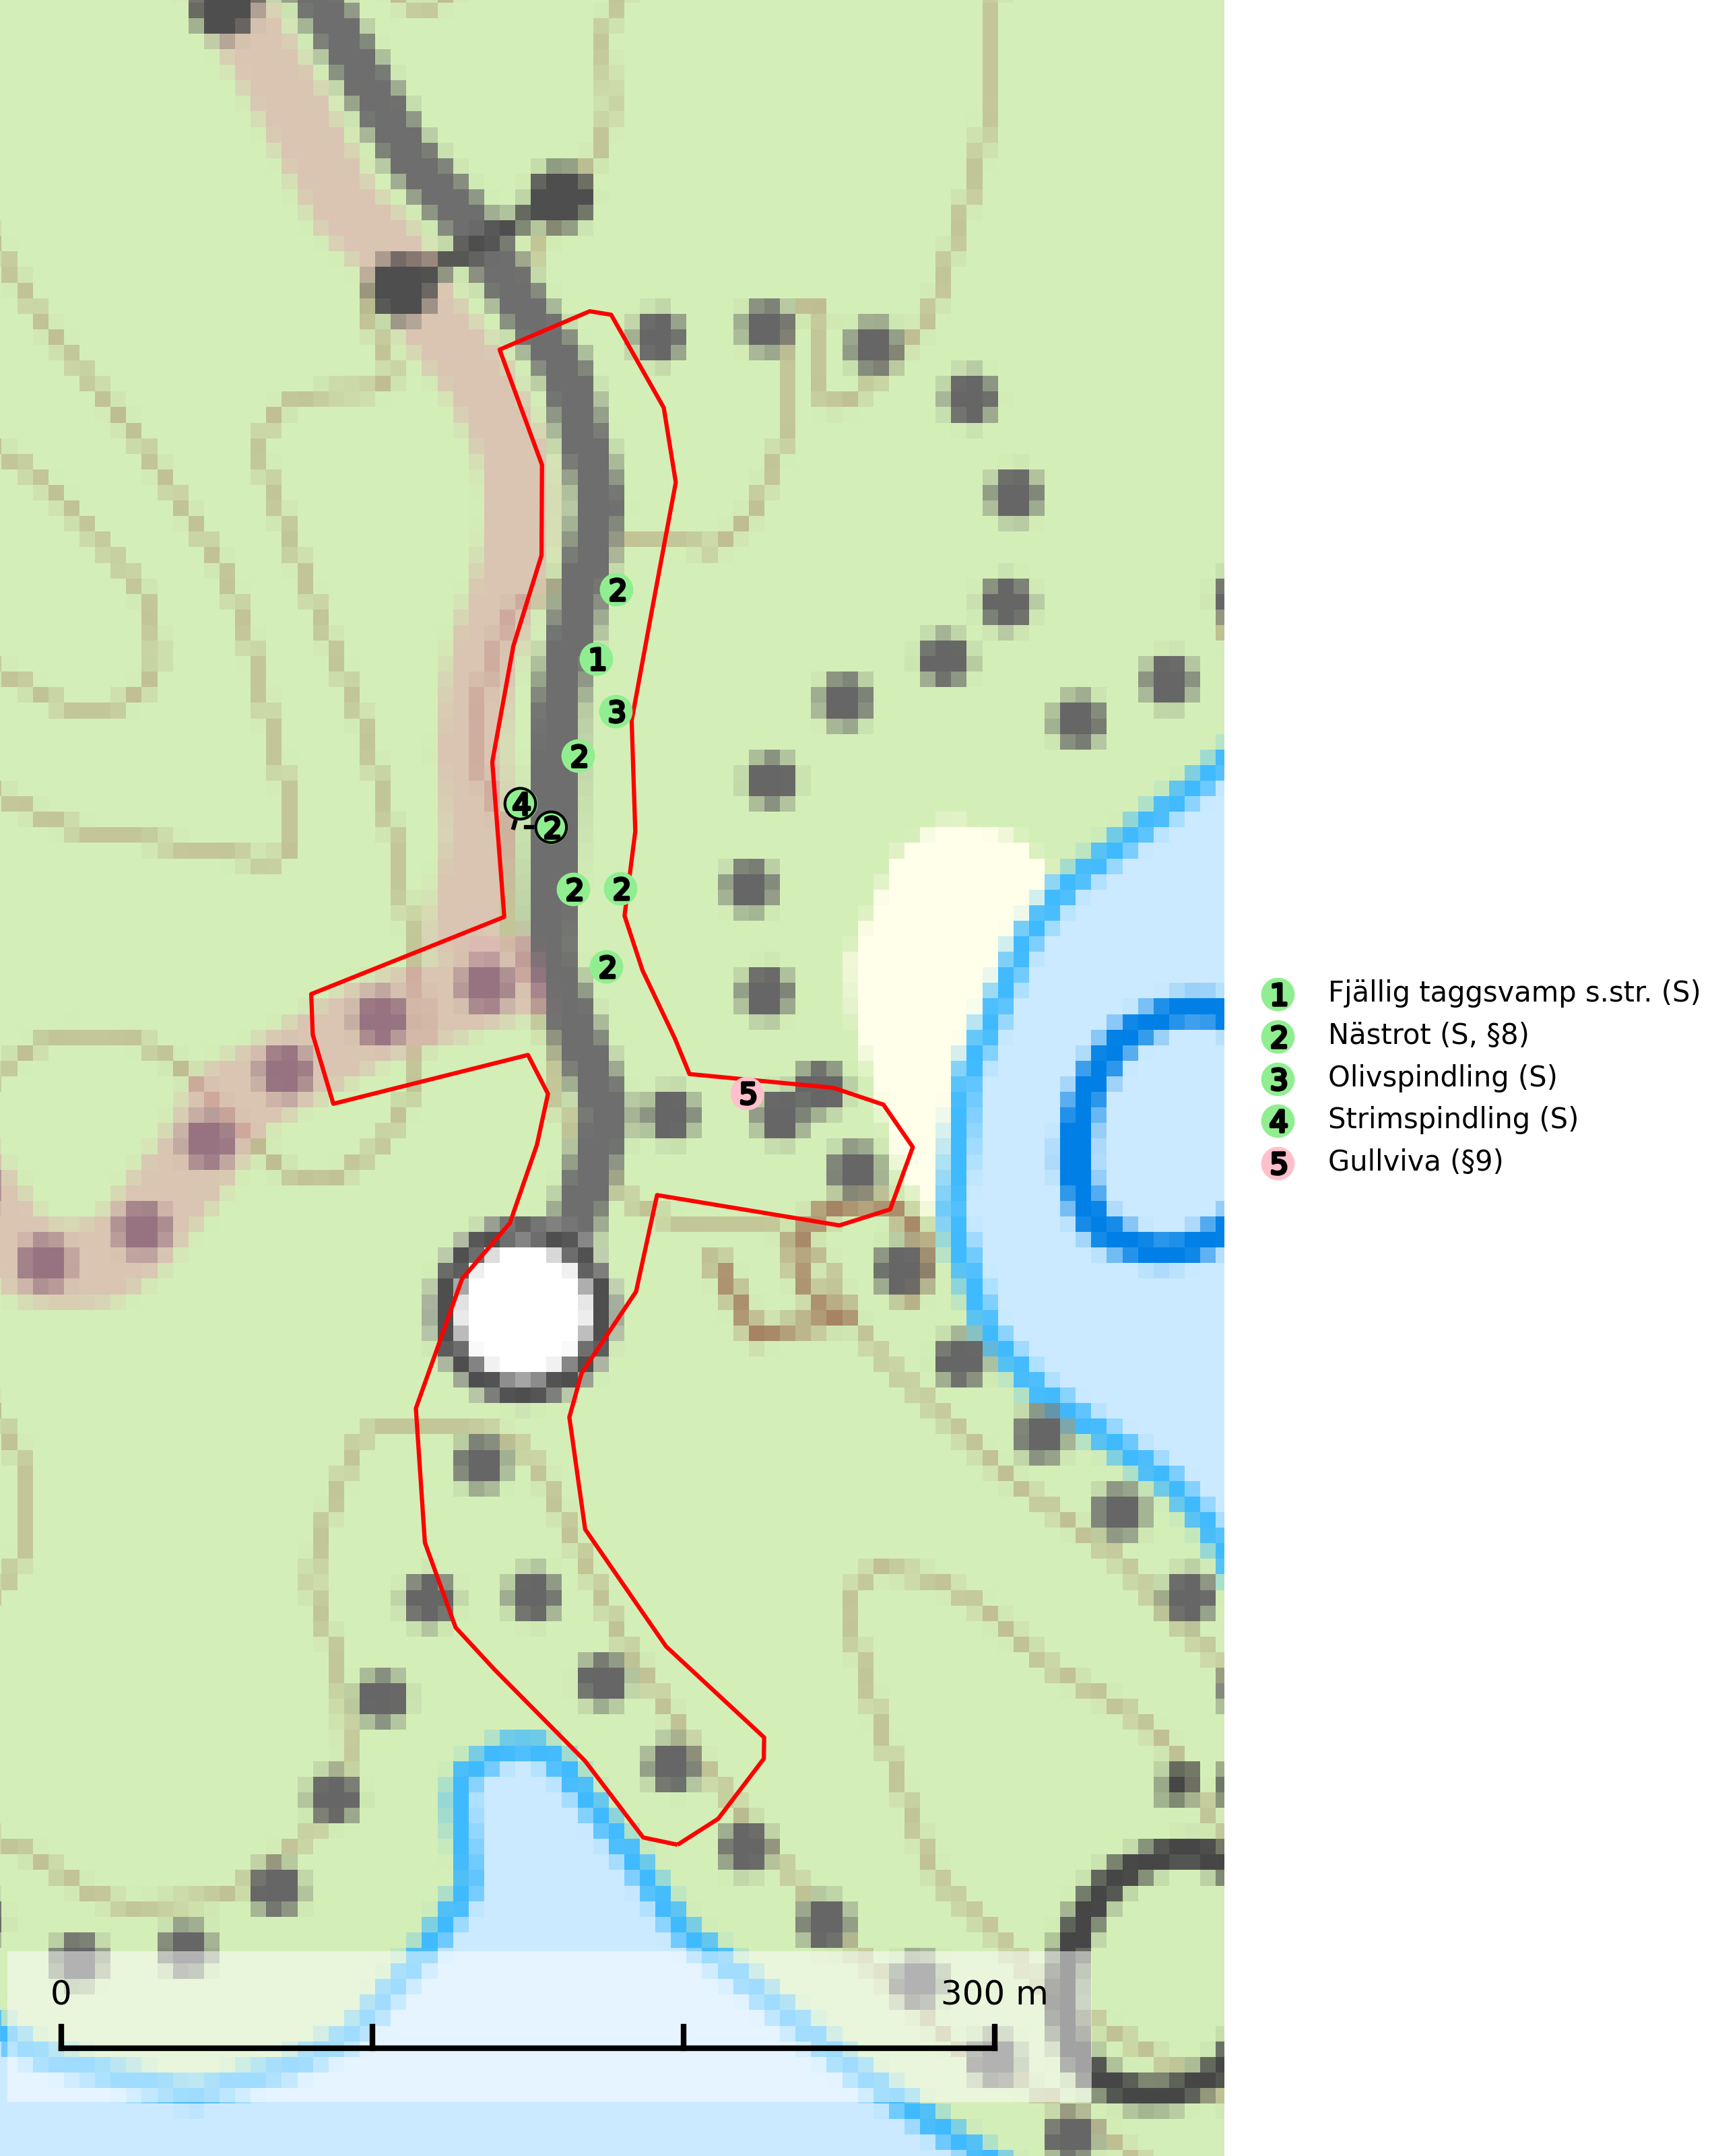 2
1
3
2
4
2
2 2
2
5
1 Fjällig taggsvamp s.str. (S)
2 Nästrot (S, §8)
3 Olivspindling (S)
4 Strimspindling (S)
5 Gullviva (§9)
0 300 m